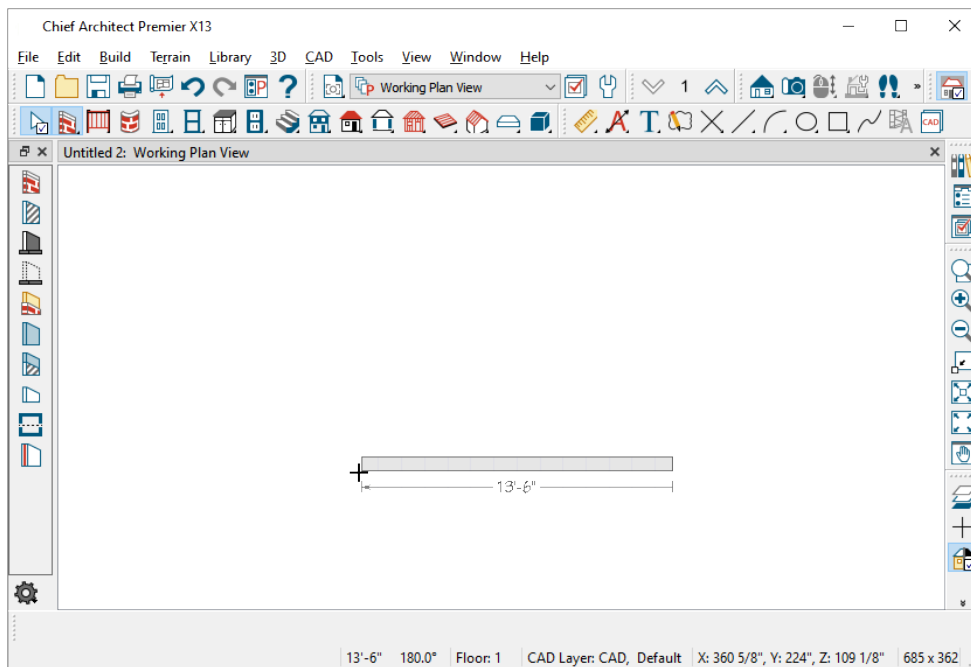 Chief Architect Premier X13
File Edit Build Terrain Library 3D CAD Tools View Window Help
P ? Working Plan View 1 »
T CAD
Untitled 2: Working Plan View
13'-6"
13'-6" 180.0° Floor: 1 CAD Layer: CAD, Default X: 360 5/8", Y: 224", Z: 109 1/8" 685 x 362